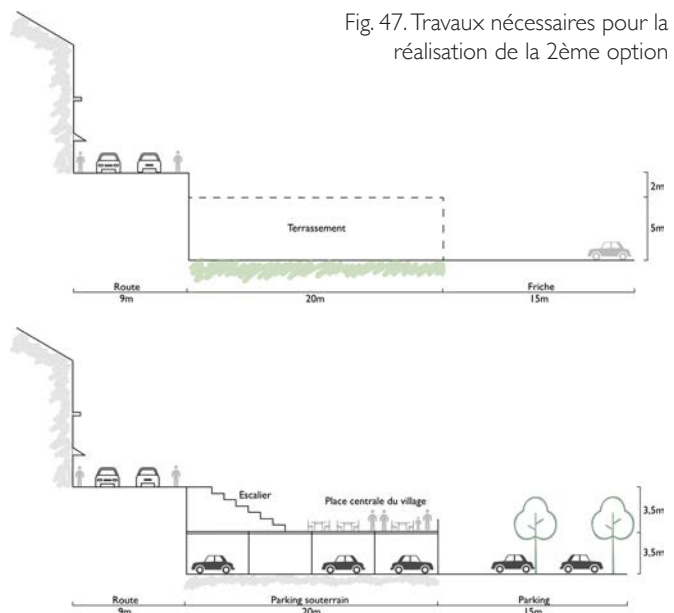 Fig. 47. Travaux nécessaires pour la
réalisation de la 2ème option
2m
Terrassement
5m
Route
9m
20m
Friche
15m
Escalier
Place centrale du village
3,5m
3,5m
Route
9m
Parking souterrain
20m
Parking
15m